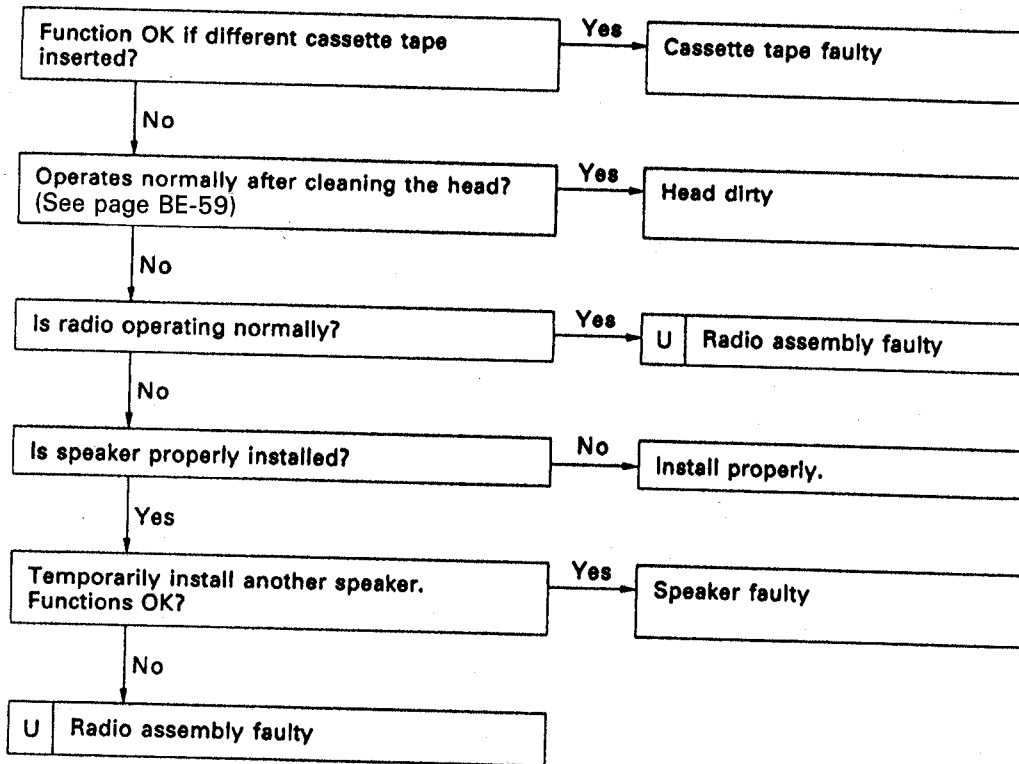 Function OK if different cassette tape
inserted?
Yes
Cassette tape faulty
No
Operates normally after cleaning the head?
(See page BE-59)
Yes
Head dirty
No
Is radio operating normally?
Yes
U Radio assembly faulty
No
Is speaker properly installed?
No
Install properly.
Yes
Temporarily install another speaker.
Functions OK?
Yes
Speaker faulty
No
U Radio assembly faulty